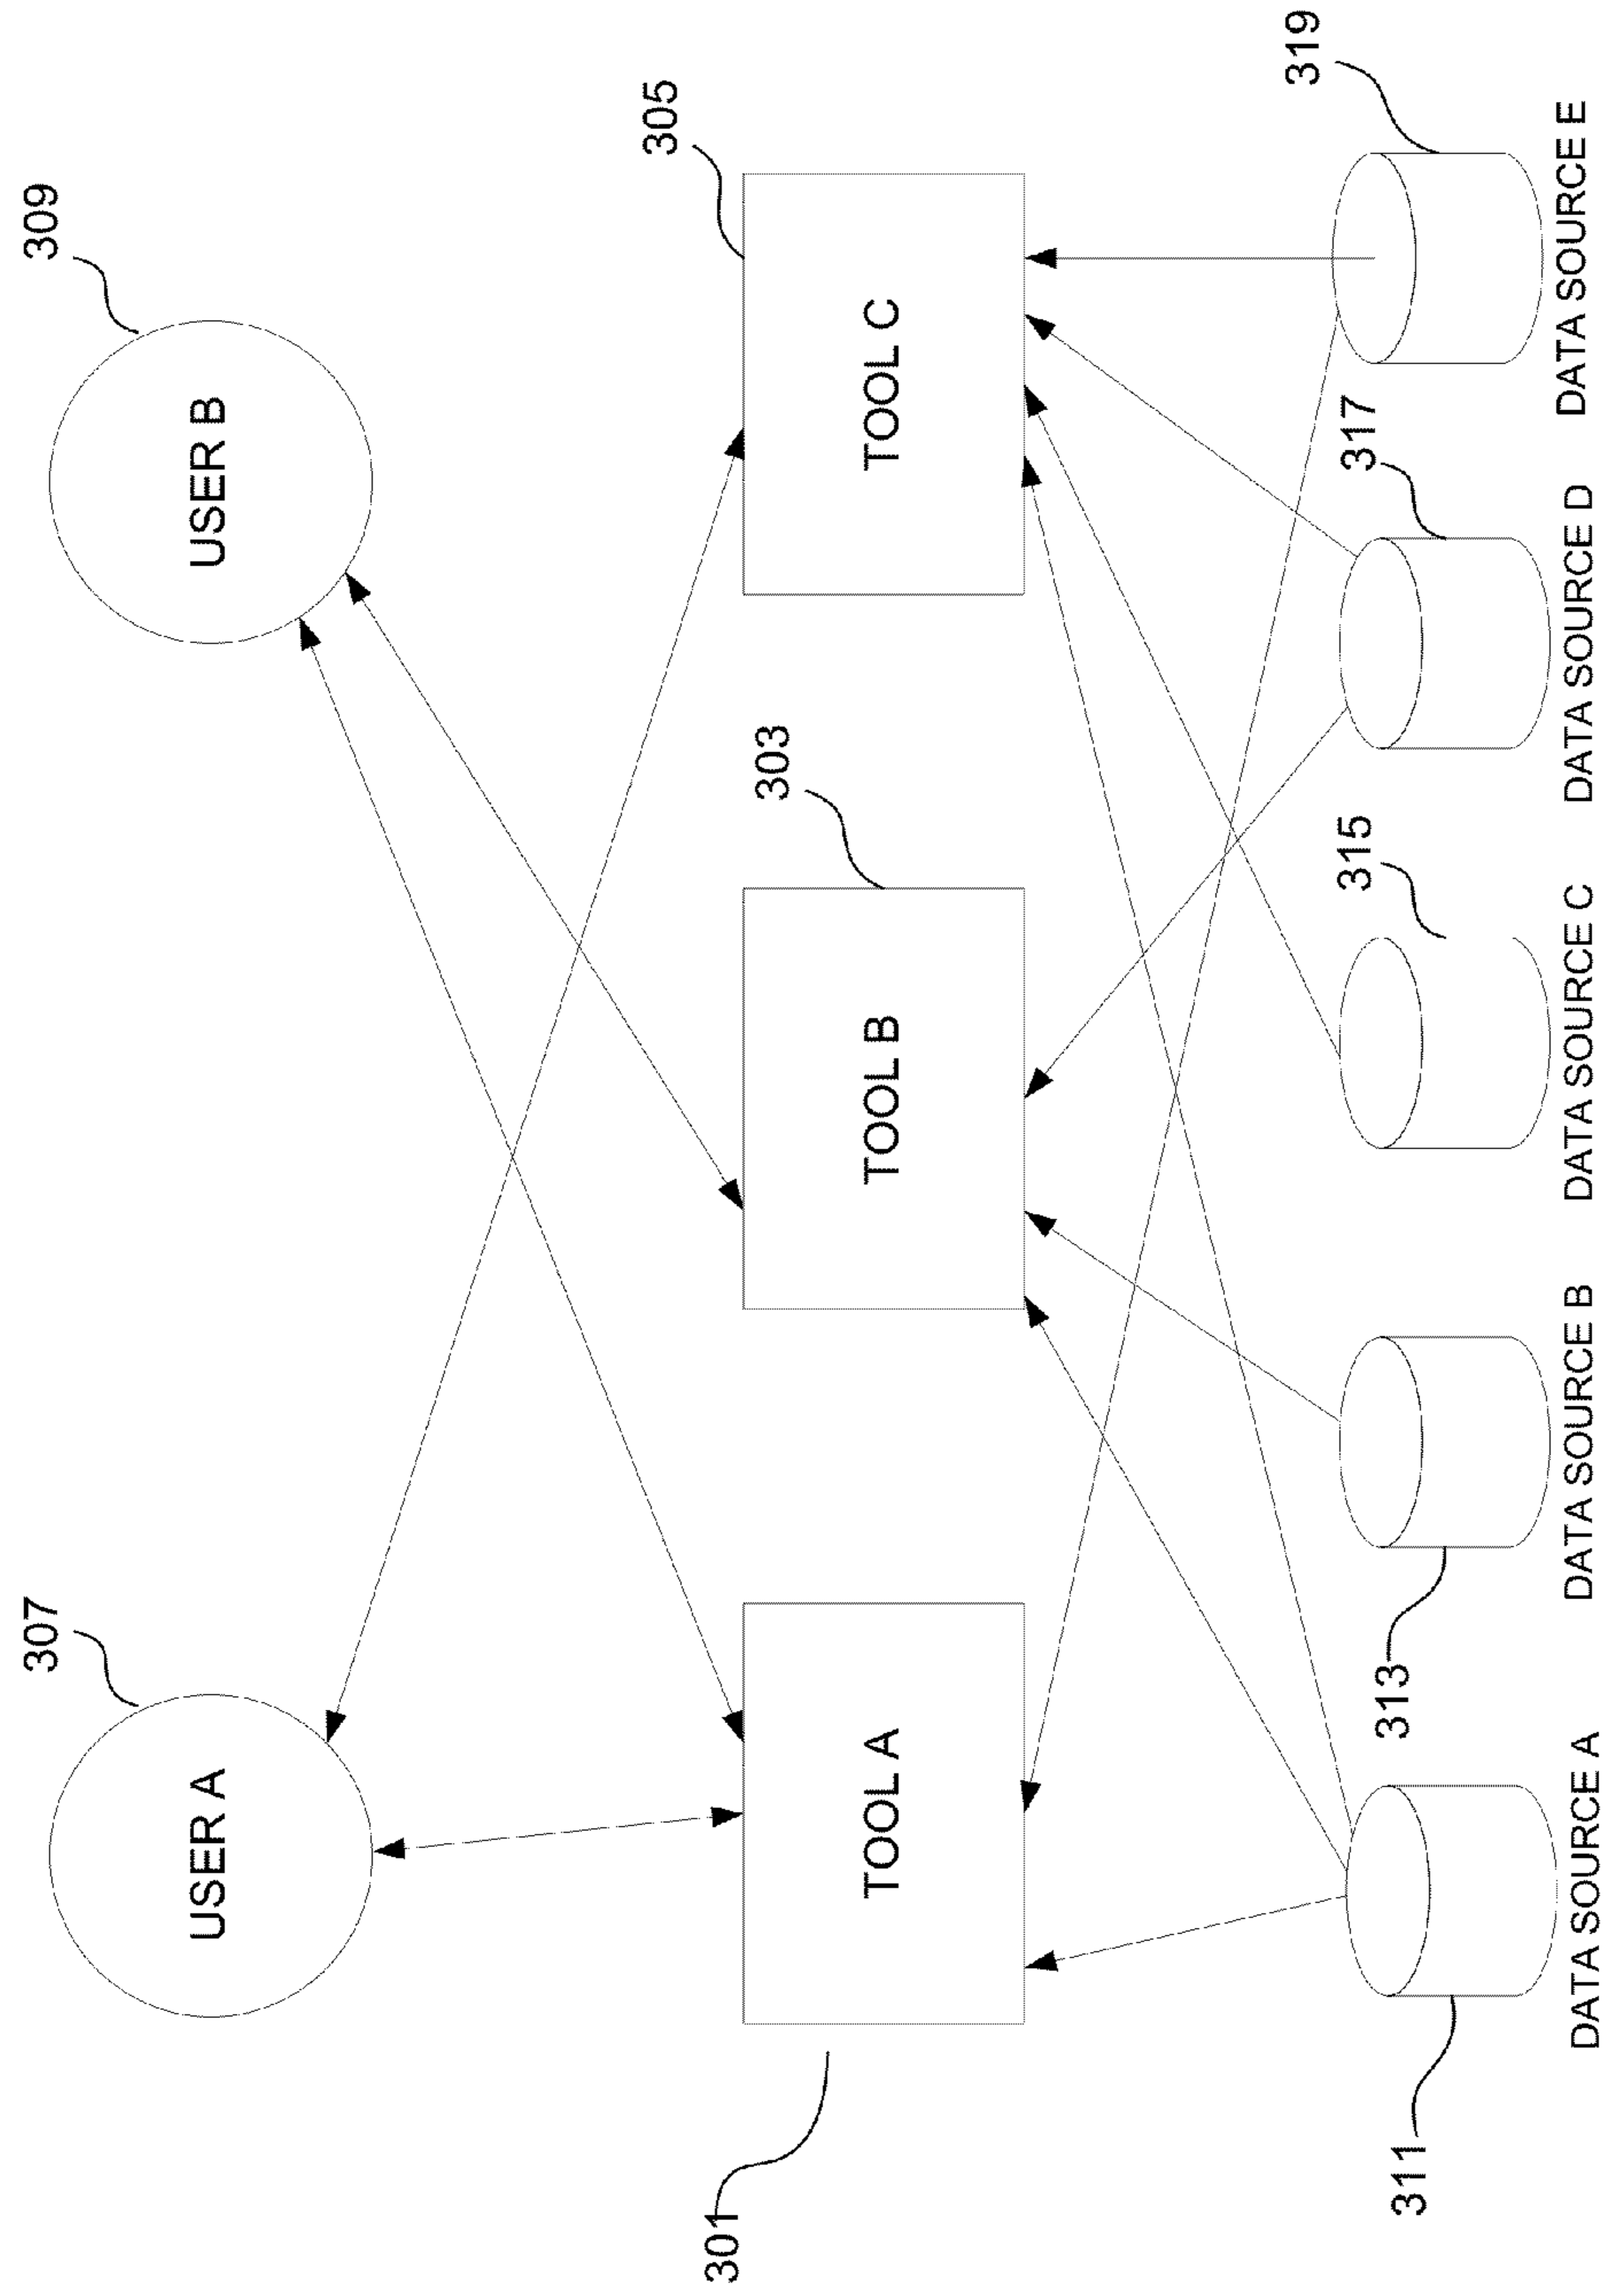 307
309
USER A
USER B
301
303
305
TOOL A
TOOL B
TOOL C
311
313
315
317
319
DATA SOURCE A
DATA SOURCE B
DATA SOURCE C
DATA SOURCE D
DATA SOURCE E